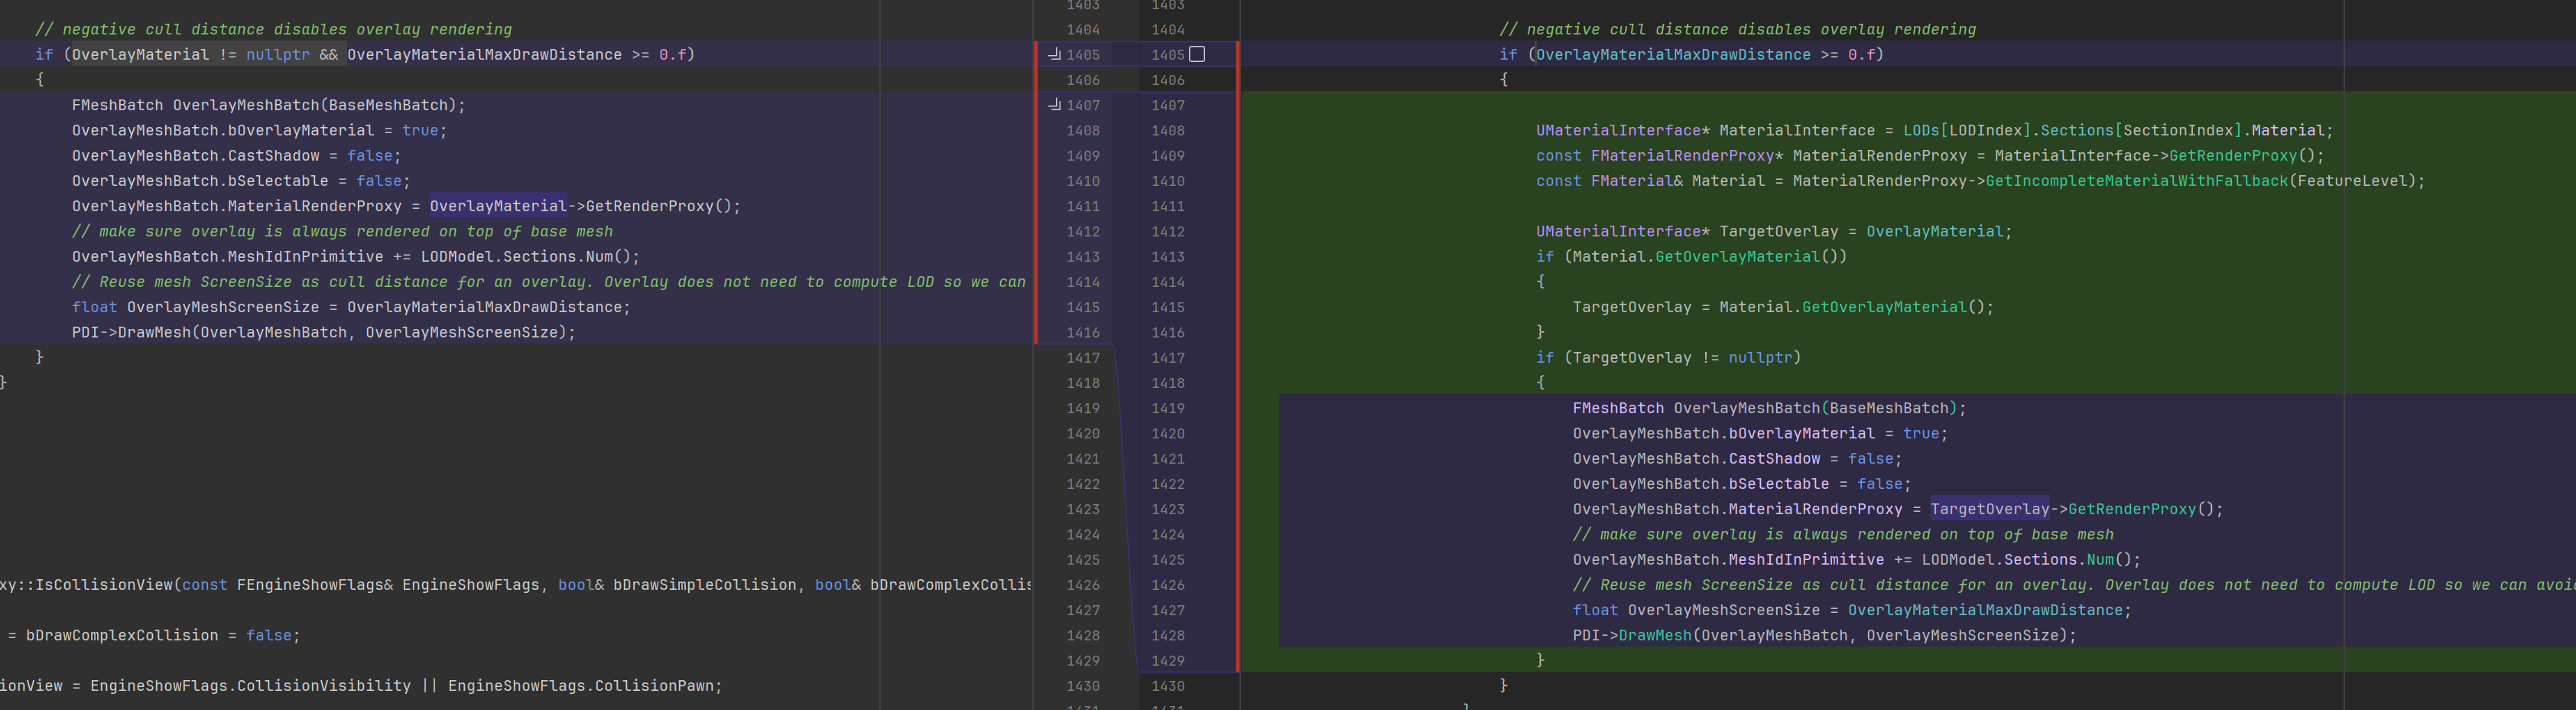 1403
// negative cull distance disables overlay rendering
if (OverlayMaterial != nullptr && OverlayMaterialMaxDrawDistance >= 0.f)
{
FMeshBatch OverlayMeshBatch(BaseMeshBatch);
OverlayMeshBatch.bOverlayMaterial = true;
OverlayMeshBatch.CastShadow = false;
OverlayMeshBatch.bSelectable = false;
OverlayMeshBatch.MaterialRenderProxy = OverlayMaterial->GetRenderProxy();
// make sure overlay is always rendered on top of base mesh
OverlayMeshBatch.MeshIdInPrimitive += LODModel.Sections.Num();
// Reuse mesh ScreenSize as cull distance for an overlay. Overlay does not need to compute LOD so we can
float OverlayMeshScreenSize = OverlayMaterialMaxDrawDistance;
PDI->DrawMesh(OverlayMeshBatch, OverlayMeshScreenSize);
}
}
xy::IsCollisionView(const FEngineShowFlags& EngineShowFlags, bool& bDrawSimpleCollision, bool& bDrawComplexCollis
= bDrawComplexCollision = false;
ionView = EngineShowFlags.CollisionVisibility || EngineShowFlags.CollisionPawn;
1404
1405
1406
1407
1408
1409
1410
1411
1412
1413
1414
1415
1416
1417
1418
1419
1420
1421
1422
1423
1424
1425
1426
1427
1428
1429
1430
1431
1403
1404
1405
1406
1407
1408
1409
1410
1411
1412
1413
1414
1415
1416
1417
1418
1419
1420
1421
1422
1423
1424
1425
1426
1427
1428
1429
1430
1431
// negative cull distance disables overlay rendering
if (OverlayMaterialMaxDrawDistance >= 0.f)
{
UMaterialInterface* MaterialInterface = LODs[LODIndex].Sections[SectionIndex].Material;
const FMaterialRenderProxy* MaterialRenderProxy = MaterialInterface->GetRenderProxy();
const FMaterial& Material = MaterialRenderProxy->GetIncompleteMaterialWithFallback(FeatureLevel);
UMaterialInterface* TargetOverlay = OverlayMaterial;
if (Material.GetOverlayMaterial())
{
TargetOverlay = Material.GetOverlayMaterial();
}
if (TargetOverlay != nullptr)
{
FMeshBatch OverlayMeshBatch(BaseMeshBatch);
OverlayMeshBatch.bOverlayMaterial = true;
OverlayMeshBatch.CastShadow = false;
OverlayMeshBatch.bSelectable = false;
OverlayMeshBatch.MaterialRenderProxy = TargetOverlay->GetRenderProxy();
// make sure overlay is always rendered on top of base mesh
OverlayMeshBatch.MeshIdInPrimitive += LODModel.Sections.Num();
// Reuse mesh ScreenSize as cull distance for an overlay. Overlay does not need to compute LOD so we can avoi
float OverlayMeshScreenSize = OverlayMaterialMaxDrawDistance;
PDI->DrawMesh(OverlayMeshBatch, OverlayMeshScreenSize);
}
}
}